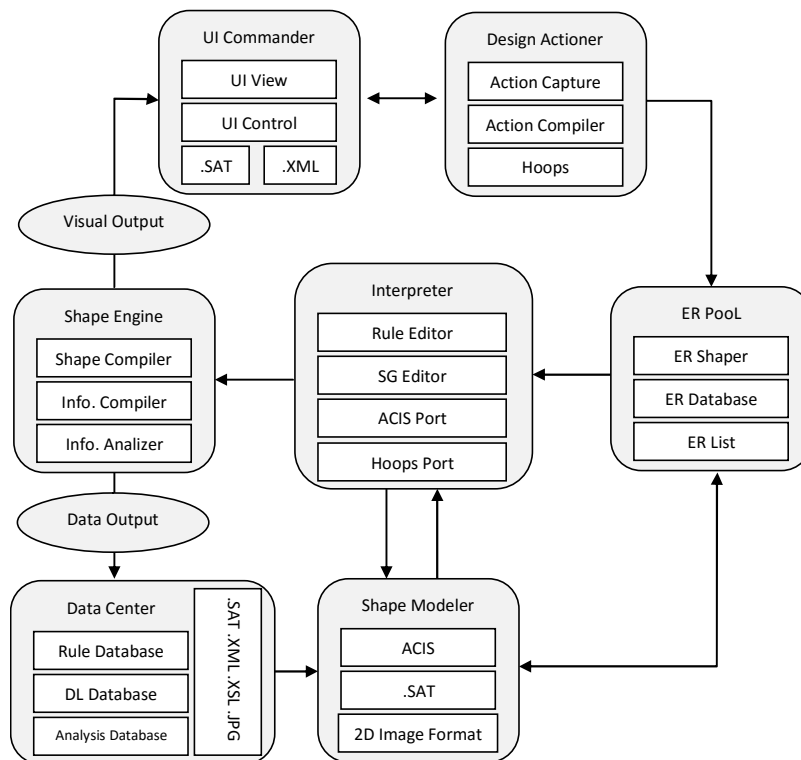 UI Commander
UI View
UI Control
.SAT
.XML
Design Actioner
Action Capture
Action Compiler
Hoops
Visual Output
Shape Engine
Shape Compiler
Info. Compiler
Info. Analizer
Interpreter
Rule Editor
SG Editor
ACIS Port
Hoops Port
ER PooL
ER Shaper
ER Database
ER List
Data Output
Data Center
Rule Database
DL Database
Analysis Database
.SAT .XML .XSL .JPG
Shape Modeler
ACIS
.SAT
2D Image Format